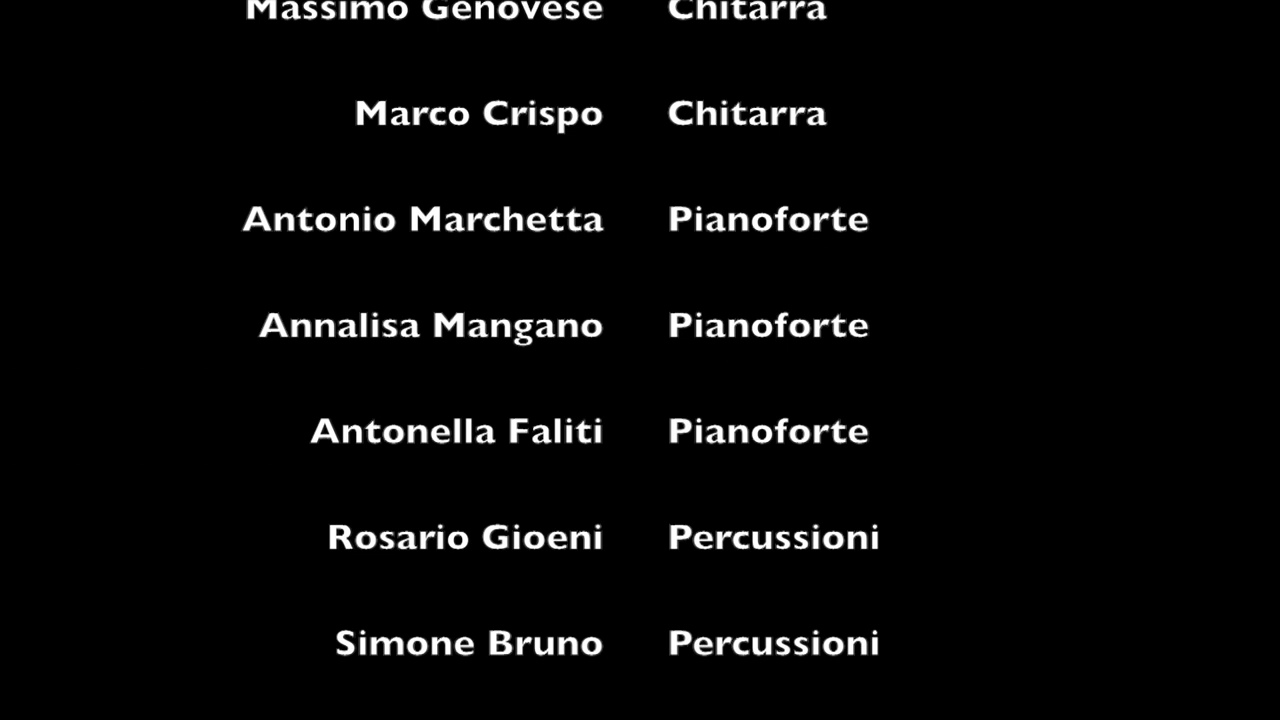 Massimo Genovese Chitarra
Marco Crispo Chitarra
Antonio Marchetta Pianoforte
Annalisa Mangano Pianoforte
Antonella Faliti Pianoforte
Rosario Gioeni Percussioni
Simone Bruno Percussioni